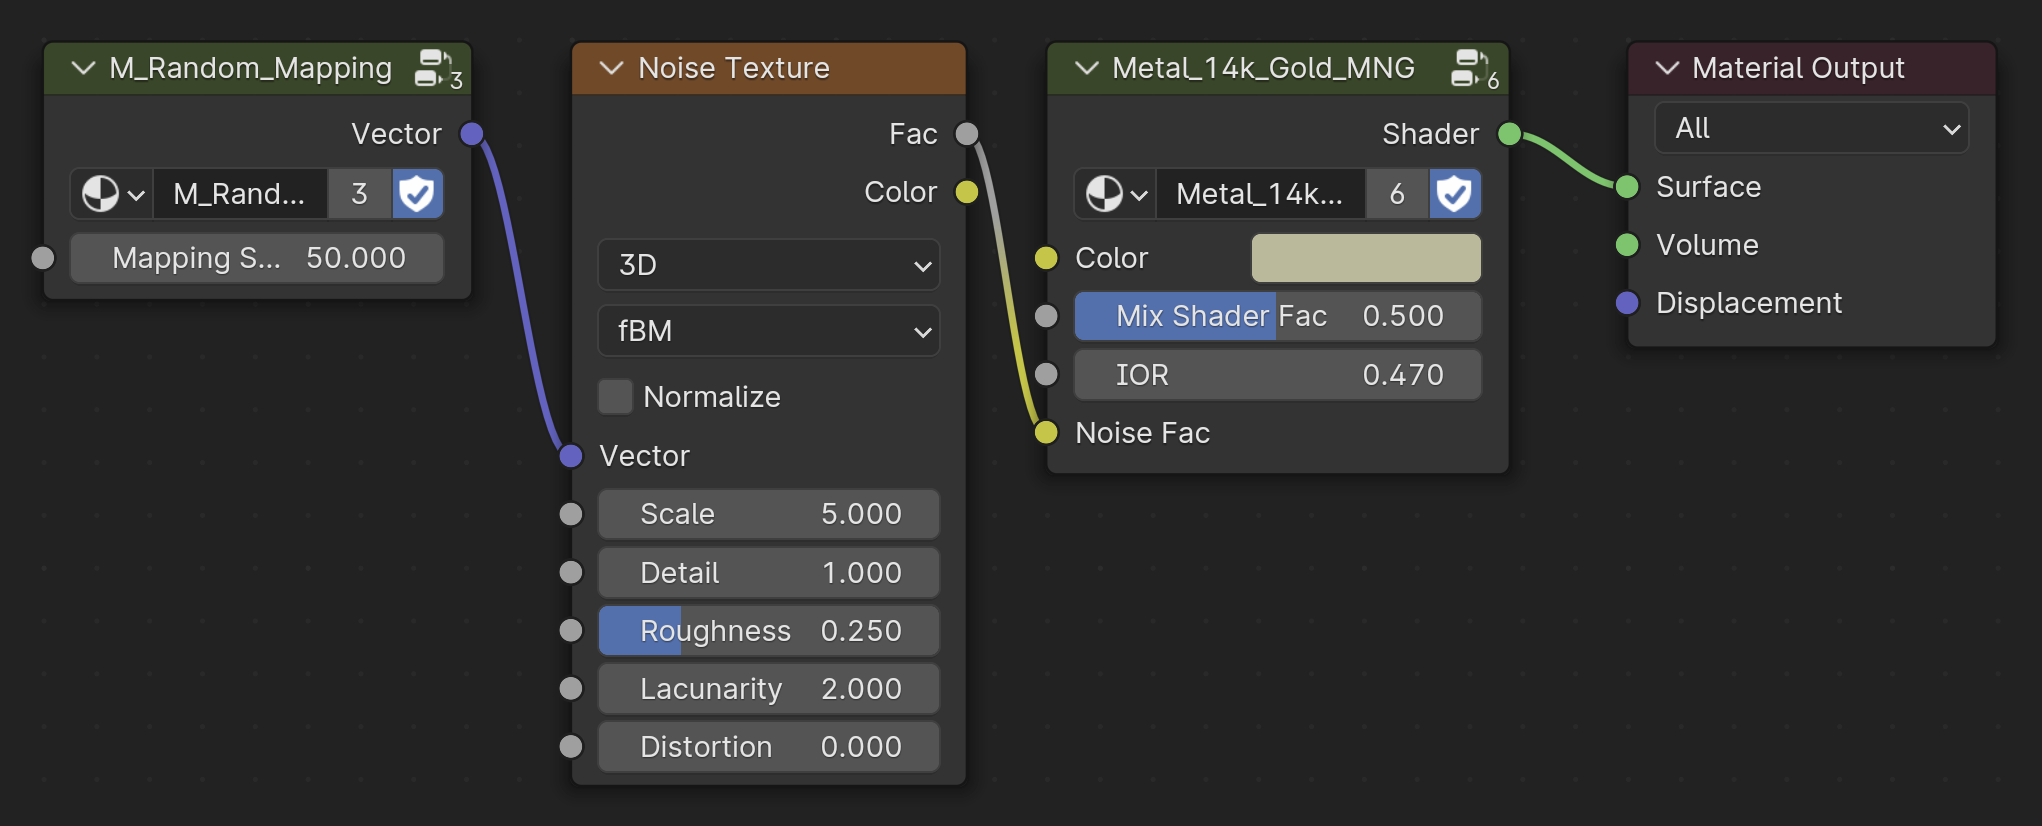 M_Random_Mapping 3
Vector
M_Rand... 3
Mapping S... 50.000
Noise Texture
Fac
Color
3D
fBM
Normalize
Vector
Scale 5.000
Detail 1.000
Roughness 0.250
Lacunarity 2.000
Distortion 0.000
Metal_14k_Gold_MNG 6
Shader
Metal_14k... 6
Color
Mix Shader Fac 0.500
IOR 0.470
Noise Fac
Material Output
All
Surface
Volume
Displacement